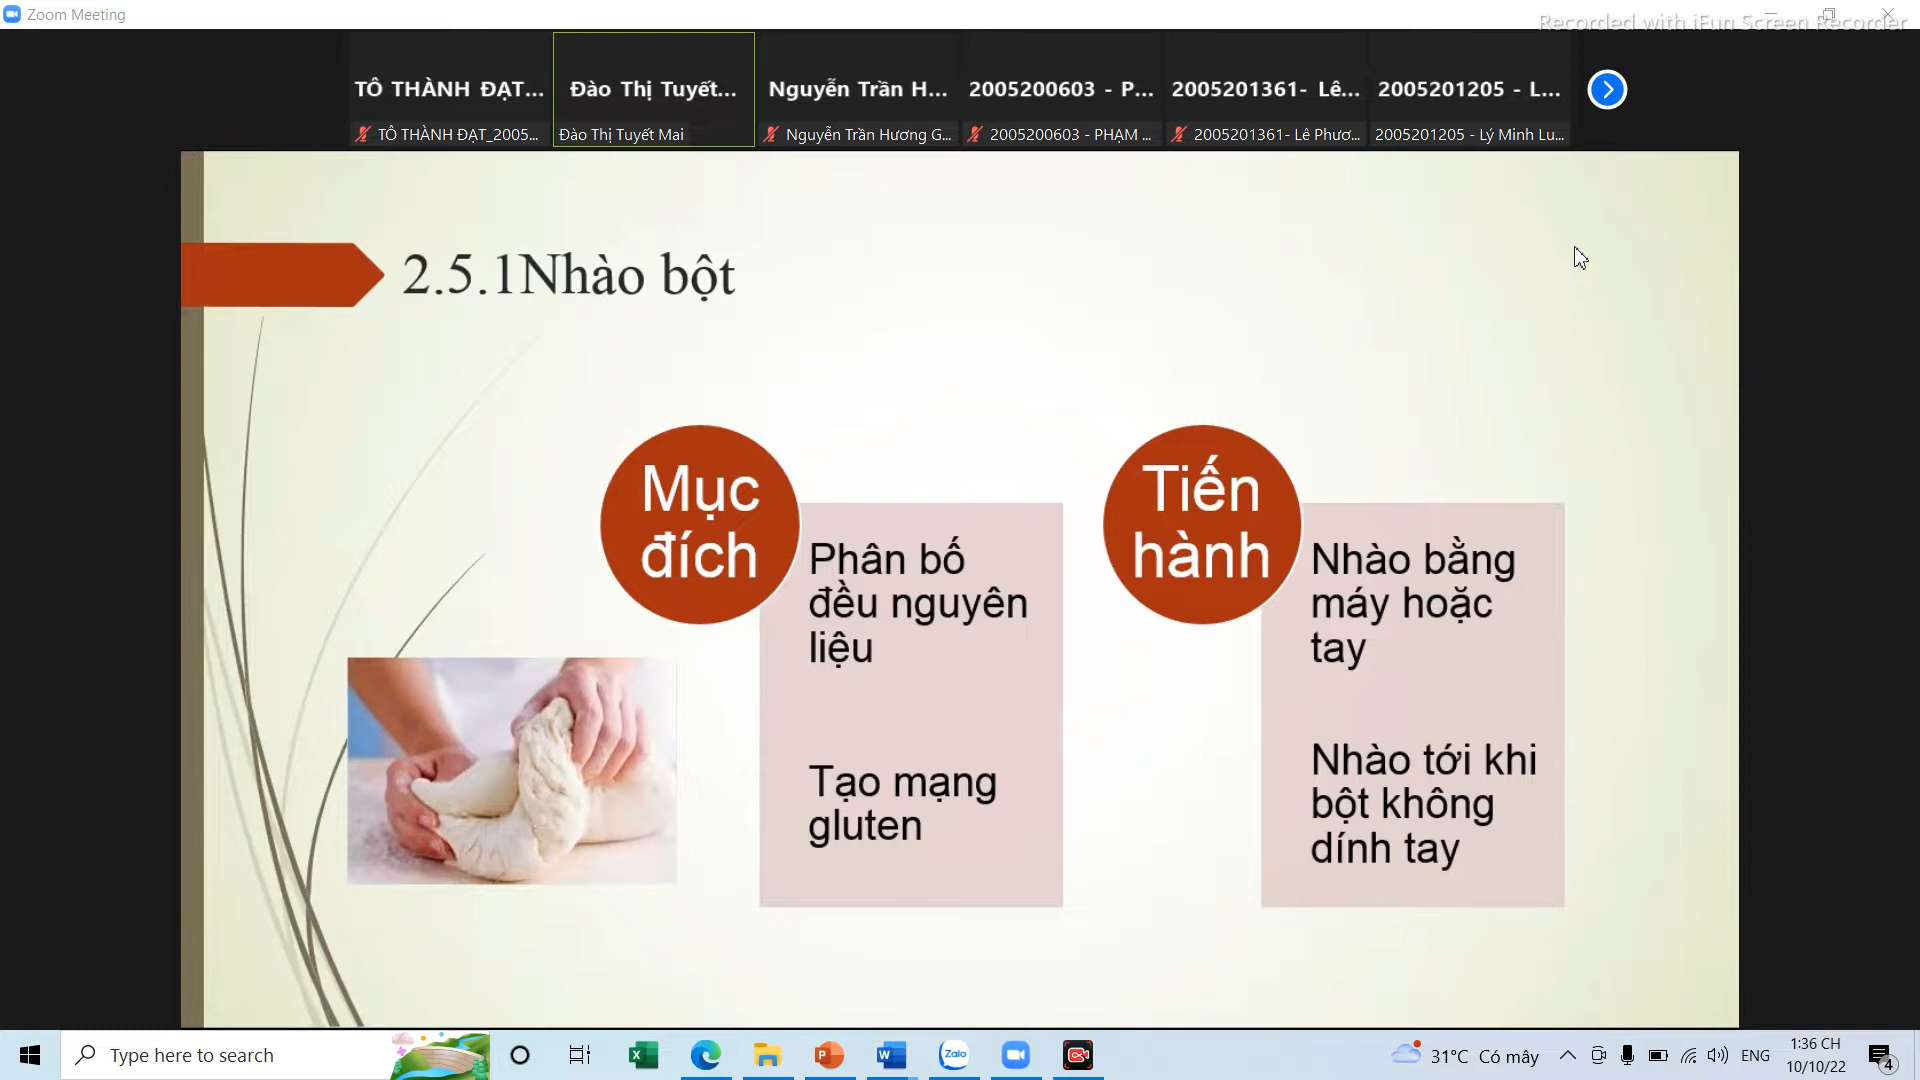 Zoom Meeting
Recorded with iFun Screen Recorder
TÔ THÀNH ĐẠT...
Đào Thị Tuyết...
Nguyễn Trần H...
2005200603 - P...
2005201361- Lê...
2005201205 - L...
TÔ THÀNH ĐẠT_2005...
Đào Thị Tuyết Mai
Nguyễn Trần Hương G...
2005200603 - PHẠM ...
2005201361- Lê Phươ...
2005201205 - Lý Minh Lu...
2.5.1Nhào bột
Mục
đích
Phân bố
đều nguyên
liệu
Tạo mạng
gluten
Tiến
hành
Nhào bằng
máy hoặc
tay
Nhào tới khi
bột không
dính tay
Type here to search
Zalo
31°C Có mây
ENG
1:36 CH
10/10/22
4